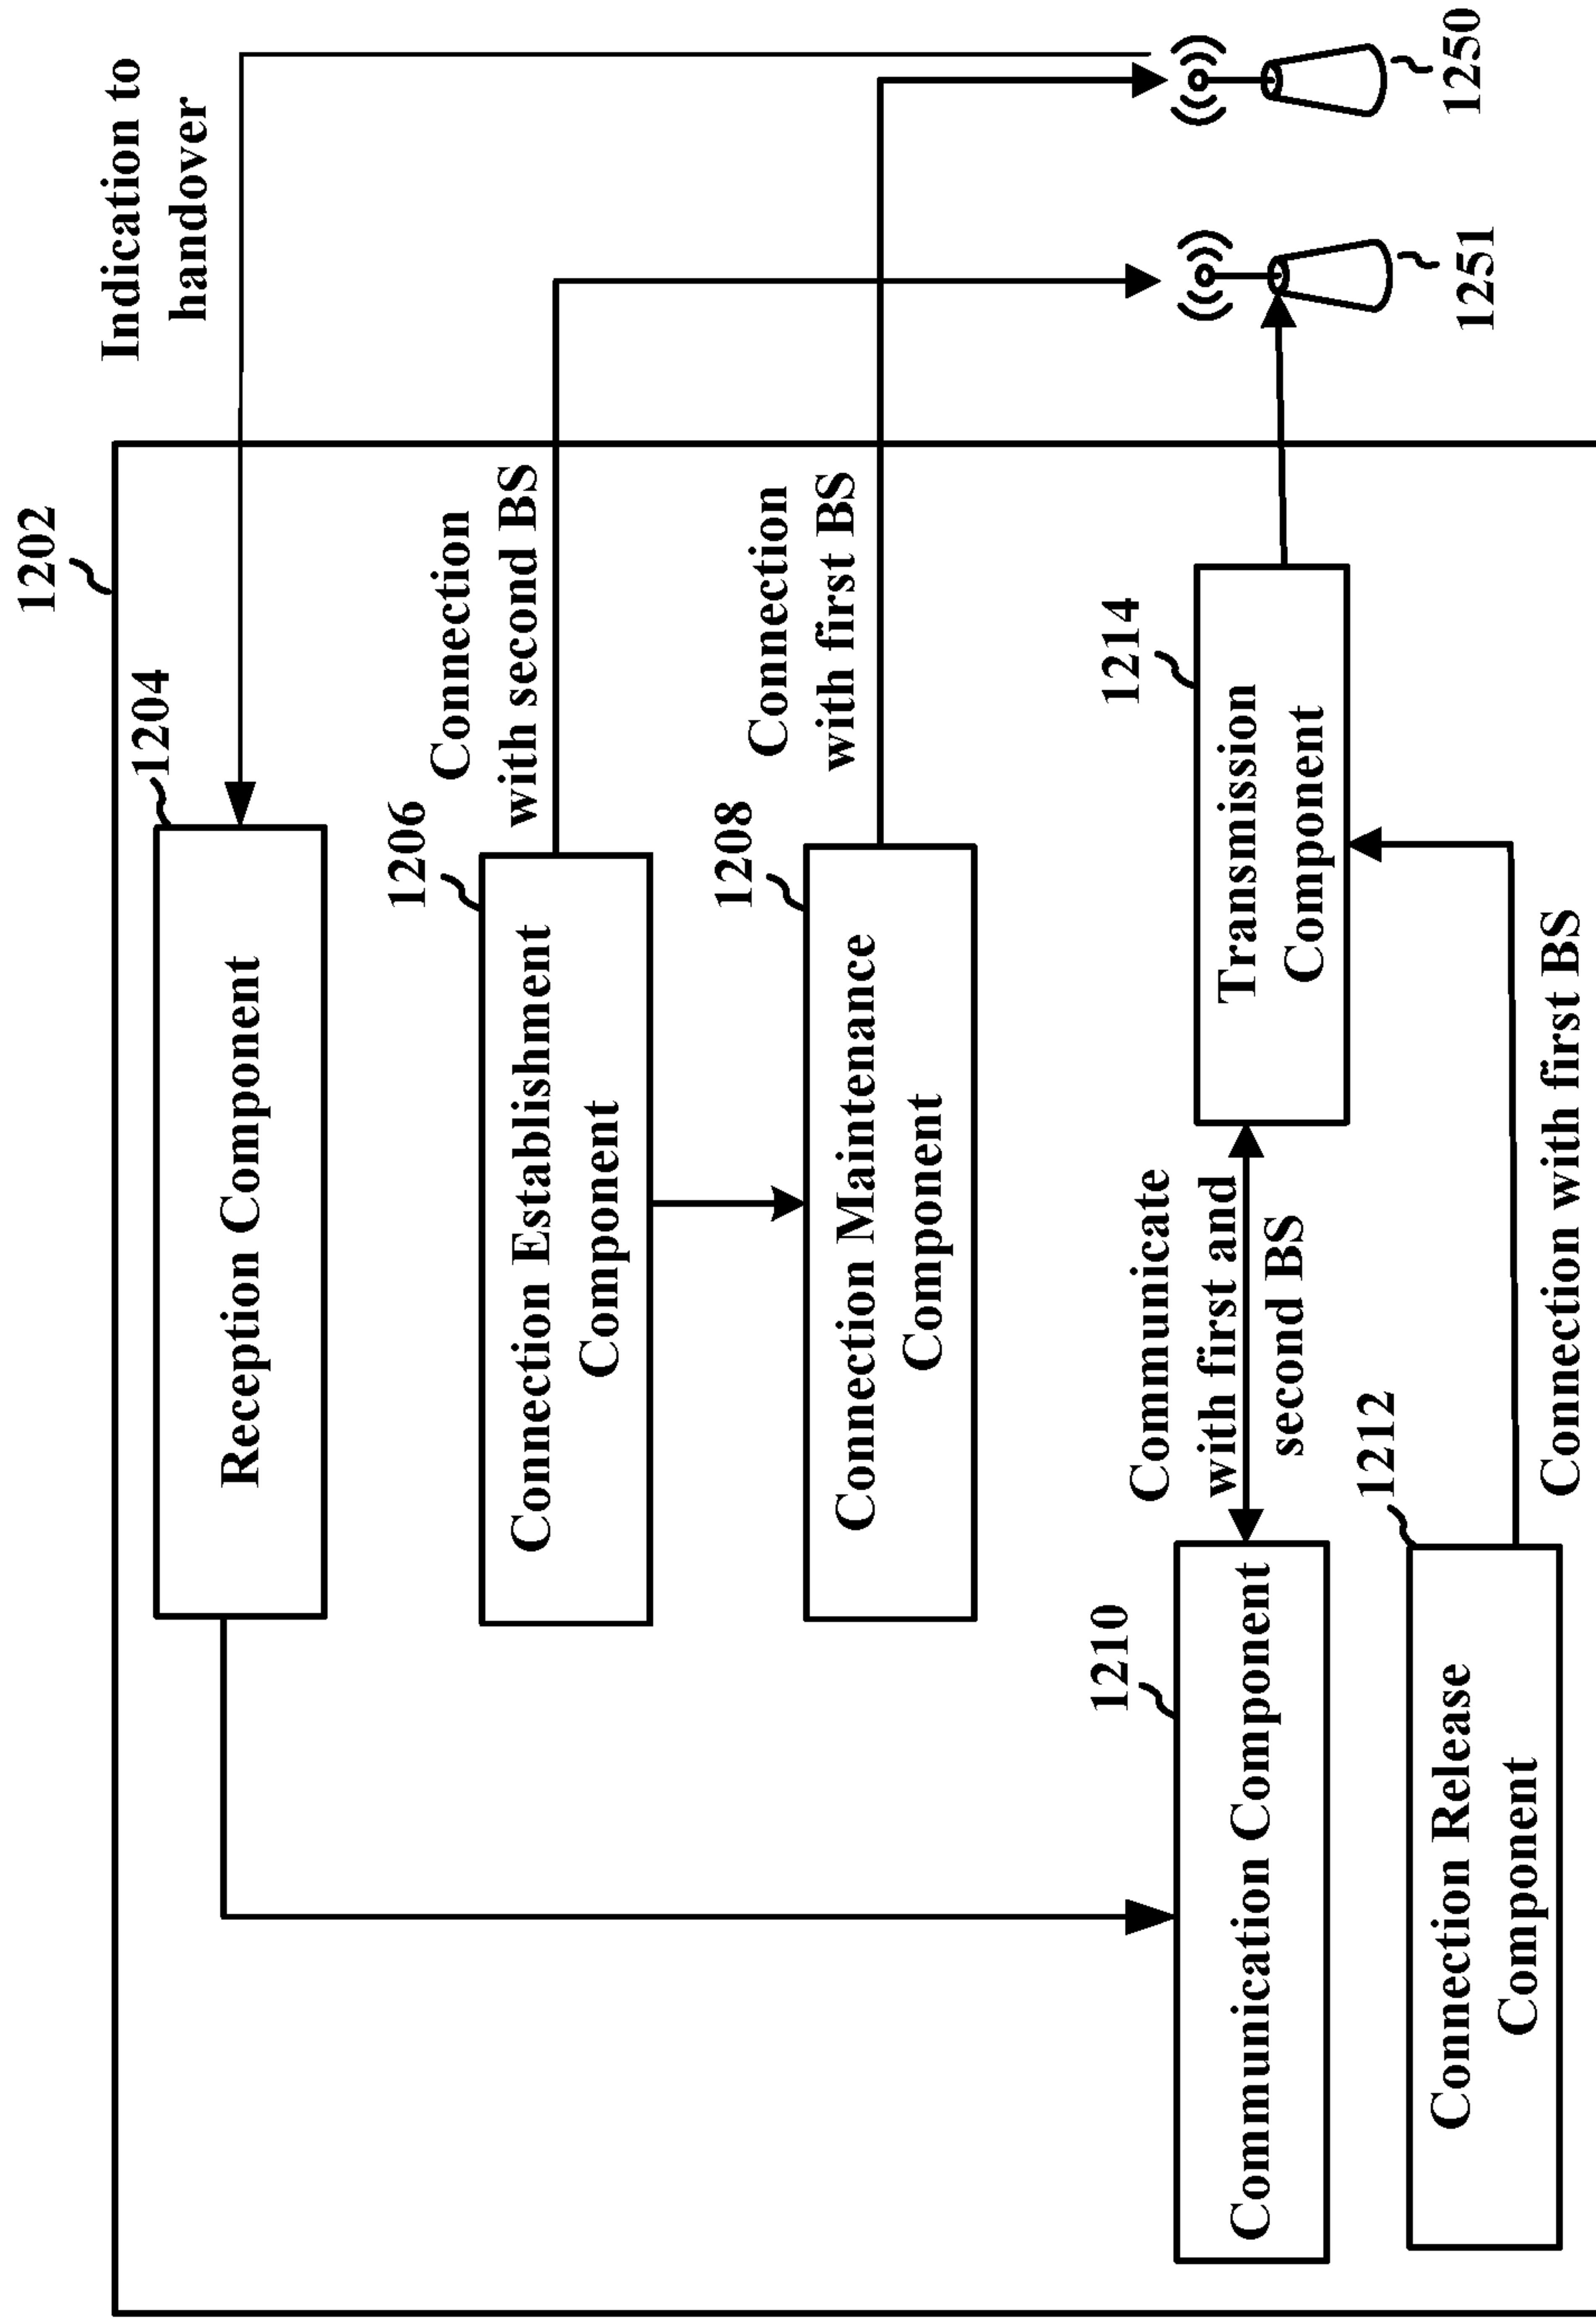 1202
Indication to
handover
1204
Reception Component
1206
Connection
with second BS
Connection Establishment
Component
1208
Connection
with first BS
Connection Maintenance
Component
1250
1251
1210
Communication Component
Communicate
with first and
second BS
1214
Transmission
Component
1212
Connection Release
Component
Connection with first BS